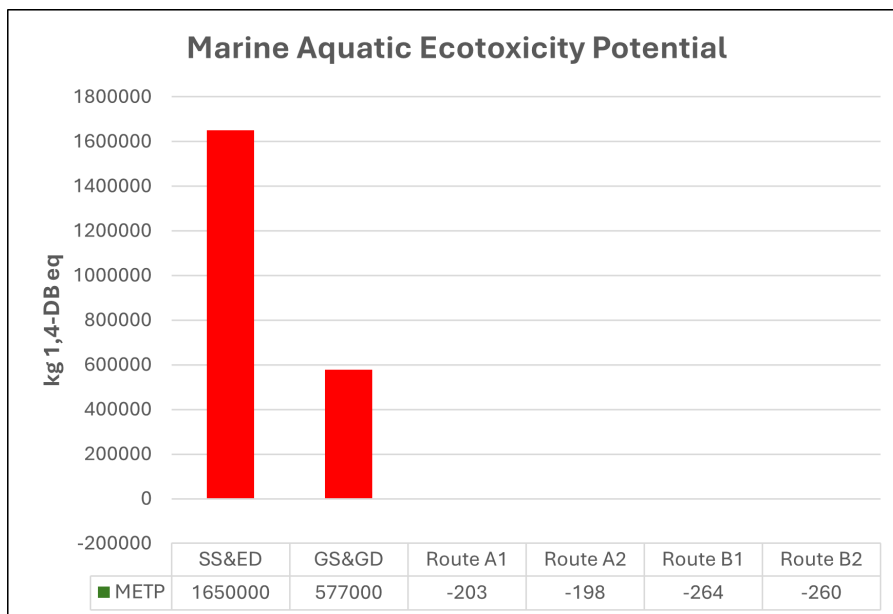 Marine Aquatic Ecotoxicity Potential
kg 1,4-DB eq
1800000
1600000
1400000
1200000
1000000
800000
600000
400000
200000
0
-200000
SS&ED GS&GD Route A1 Route A2 Route B1 Route B2
METP 1650000 577000 -203 -198 -264 -260